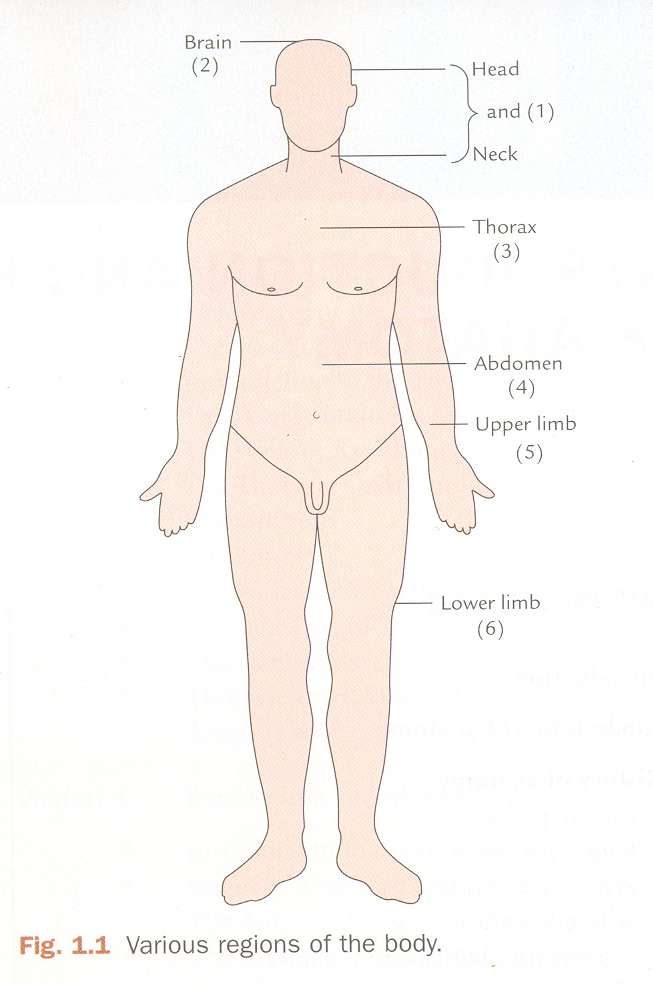 Brain
(2)
Head
and (1)
Neck
Thorax
(3)
Abdomen
(4)
Upper limb
(5)
Lower limb
(6)
Fig. 1.1 Various regions of the body.